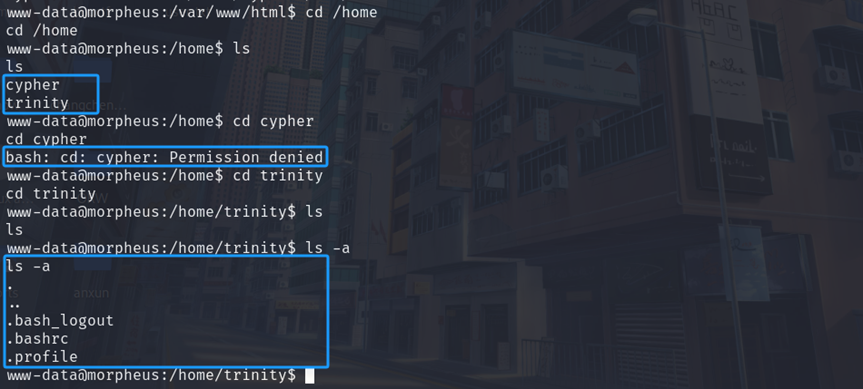 www-data@morpheus:/var/www/html$ cd /home
cd /home
www-data@morpheus:/home$ ls
ls
cypher
trinity
www-data@morpheus:/home$ cd cypher
cd cypher
bash: cd: cypher: Permission denied
www-data@morpheus:/home$ cd trinity
cd trinity
www-data@morpheus:/home/trinity$ ls
ls
www-data@morpheus:/home/trinity$ ls -a
ls -a
.
..
.bash_logout
.bashrc
.profile
www-data@morpheus:/home/trinity$
anxun